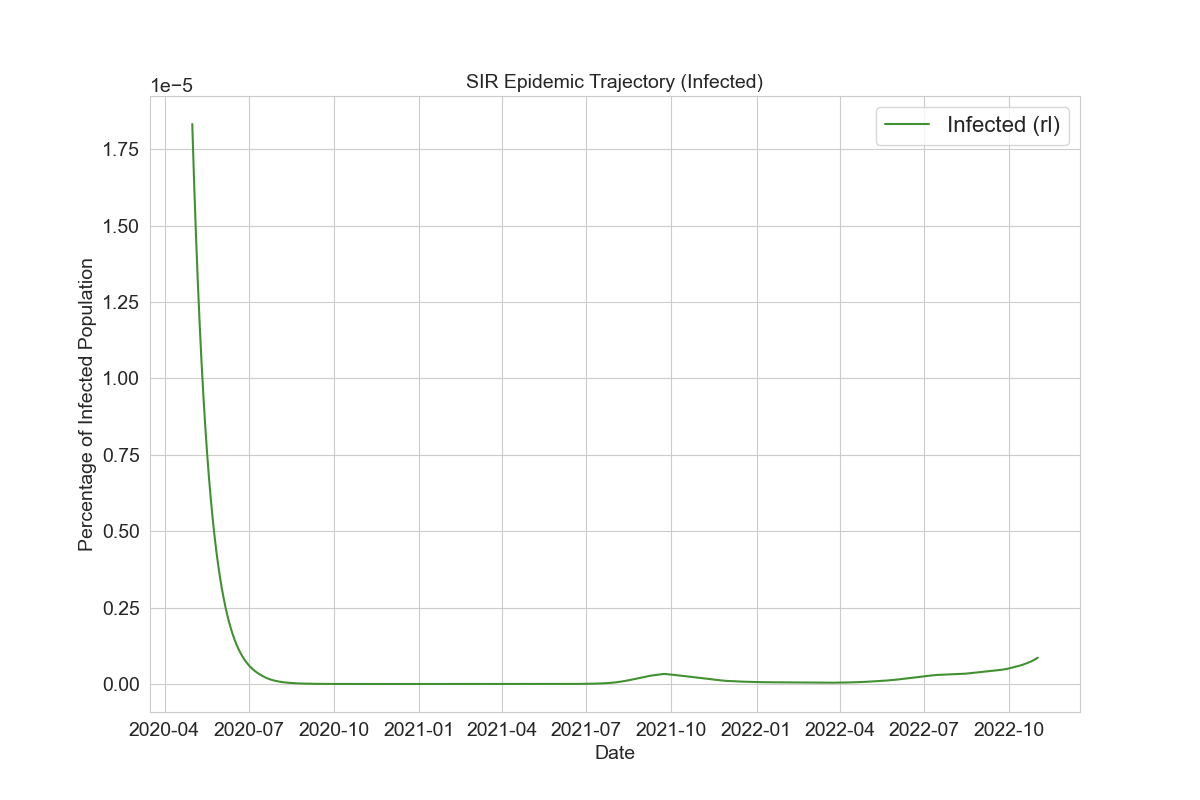 SIR Epidemic Trajectory (Infected)
1e−5
Infected (rl)
1.75
1.50
1.25
1.00
0.75
0.50
0.25
0.00
Percentage of Infected Population
2020-04 2020-07 2020-10 2021-01 2021-04 2021-07 2021-10 2022-01 2022-04 2022-07 2022-10
Date